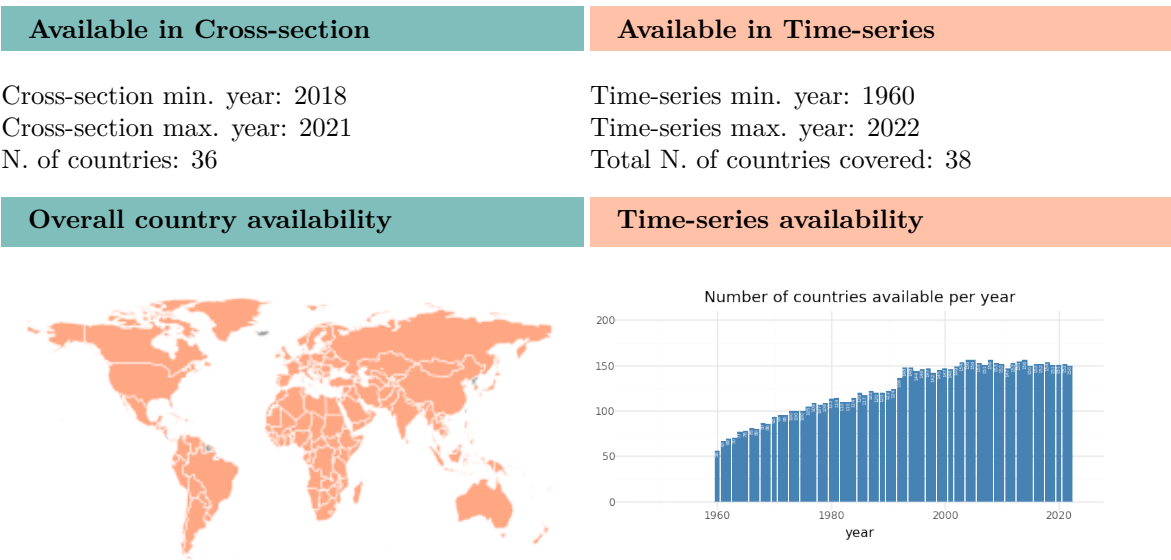 Available in Cross-section
Available in Time-series
Cross-section min. year: 2018
Cross-section max. year: 2021
N. of countries: 36
Time-series min. year: 1960
Time-series max. year: 2022
Total N. of countries covered: 38
Overall country availability
Time-series availability
Number of countries available per year
200
150
100
50
0
1960
1980
2000
2020
year